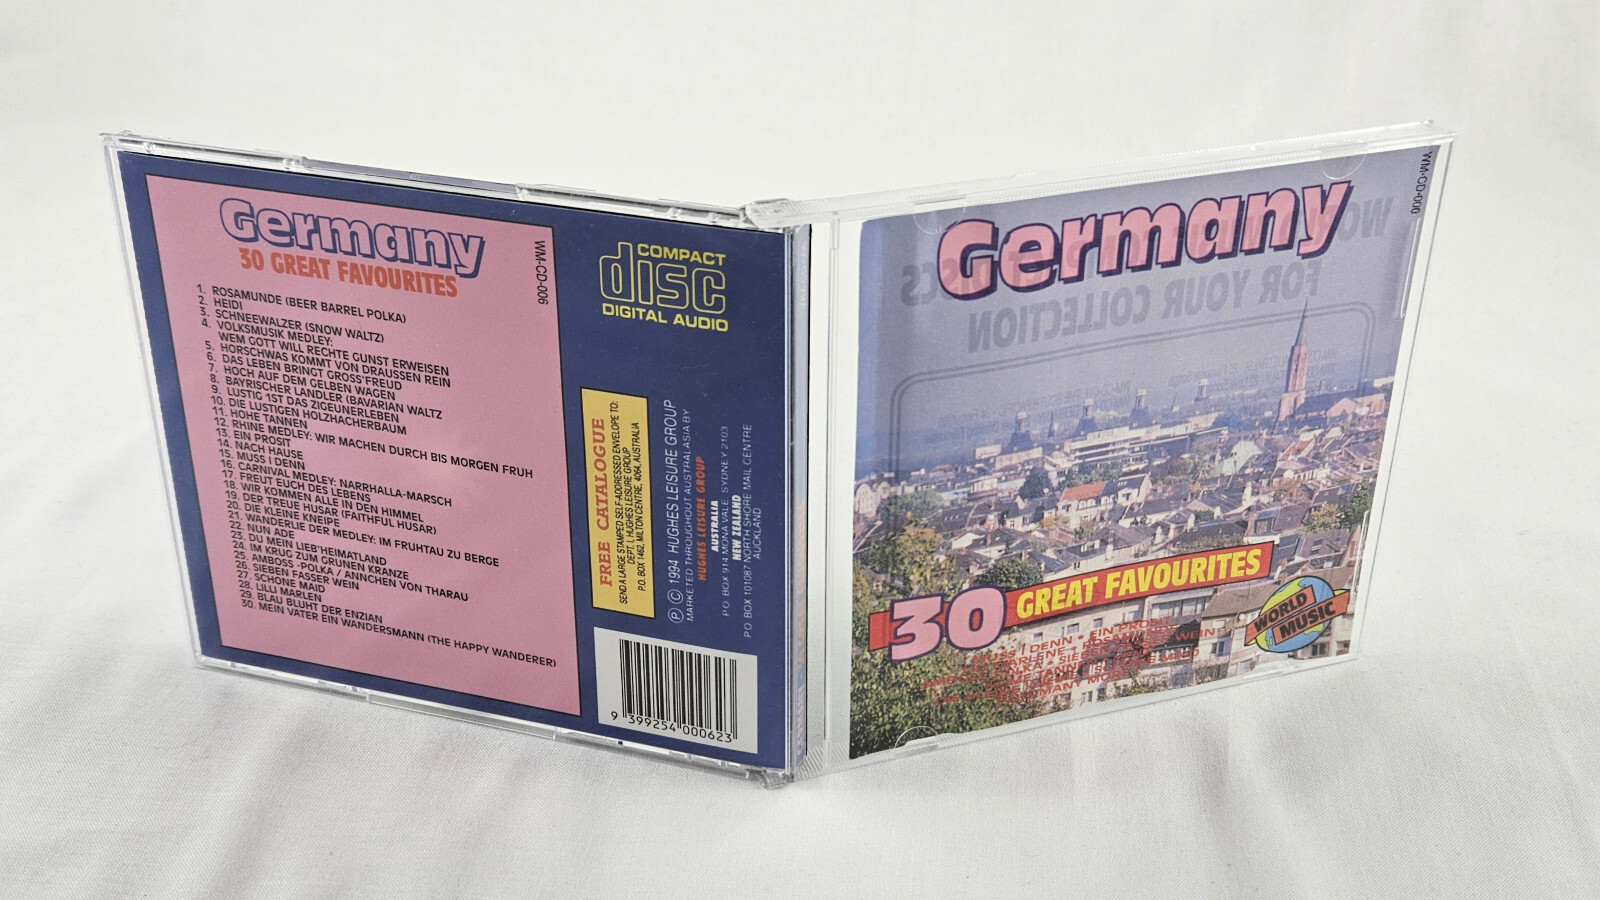 Germany
30 GREAT FAVOURITES
WM-CD-006
1. ROSAMUNDE (BEER BARREL POLKA)
2. HEIDI
3. SCHNEEWALZER (SNOW WALTZ)
4. VOLKSMUSIK MEDLEY:
WEM GOTT WILL RECHTE GUNST ERWEISEN
5. HORSCHWAS KOMMT VON DRAUSSEN REIN
6. DAS LEBEN BRINGT GROSS'FREUD
7. HOCH AUF DEM GELBEN WAGEN
8. BAYRISCHER LANDLER (BAVARIAN WALTZ
9. LUSTIG 1ST DAS ZIGEUNERLEBEN
10. DIE LUSTIGEN HOLZHACHERBAUM
11. HOHE TANNEN
12. RHINE MEDLEY: WIR MACHEN DURCH BIS MORGEN FRUH
13. EIN PROSIT
14. NACH HAUSE
15. MUSS I DENN
16. CARNIVAL MEDLEY: NARRHALLA-MARSCH
17. FREUT EUCH DES LEBENS
18. WIR KOMMEN ALLE IN DEN HIMMEL
19. DER TREUE HUSAR (FAITHFUL HUSAR)
20. DIE KLEINE KNEIPE
21. WANDERLIE DER MEDLEY: IM FRUHTAU ZU BERGE
22. NUN ADE
23. DU MEIN LIEB'HEIMATLAND
24. IM KRUG ZUM GRUNEN KRANZE
25. AMBOSS -POLKA / ANNCHEN VON THARAU
26. SIEBEN FASSER WEIN
27. SCHONE MAID
28. LILLI MARLEN
29. BLAU BLUHT DER ENZIAN
30. MEIN VATER EIN WANDERSMANN (THE HAPPY WANDERER)
COMPACT
disc
DIGITAL AUDIO
FREE CATALOGUE
SEND A LARGE STAMPED SELF-ADDRESSED ENVELOPE TO:
DEPT. I, HUGHES LEISURE GROUP
P.O. BOX 1462, MILTON CENTRE, 4064, AUSTRALIA
Ⓟ Ⓒ 1994 HUGHES LEISURE GROUP
MARKETED THROUGHOUT AUSTRALASIA BY
HUGHES LEISURE GROUP
AUSTRALIA
P.O. BOX 914 MONA VALE, SYDNEY 2103
NEW ZEALAND
PO BOX 101087 NORTH SHORE MAIL CENTRE
AUCKLAND
9 399254 000623
WM-CD-000
Germany
FOR YOUR COLLECTION
30 GREAT FAVOURITES
MUSS I DENN • EIN PROSIT
WORLD
MUSIC